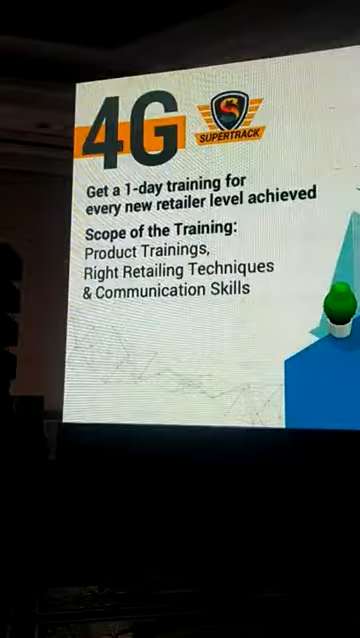 4G
SUPERTRACK
Get a 1-day training for
every new retailer level achieved
Scope of the Training:
Product Trainings,
Right Retailing Techniques
& Communication Skills